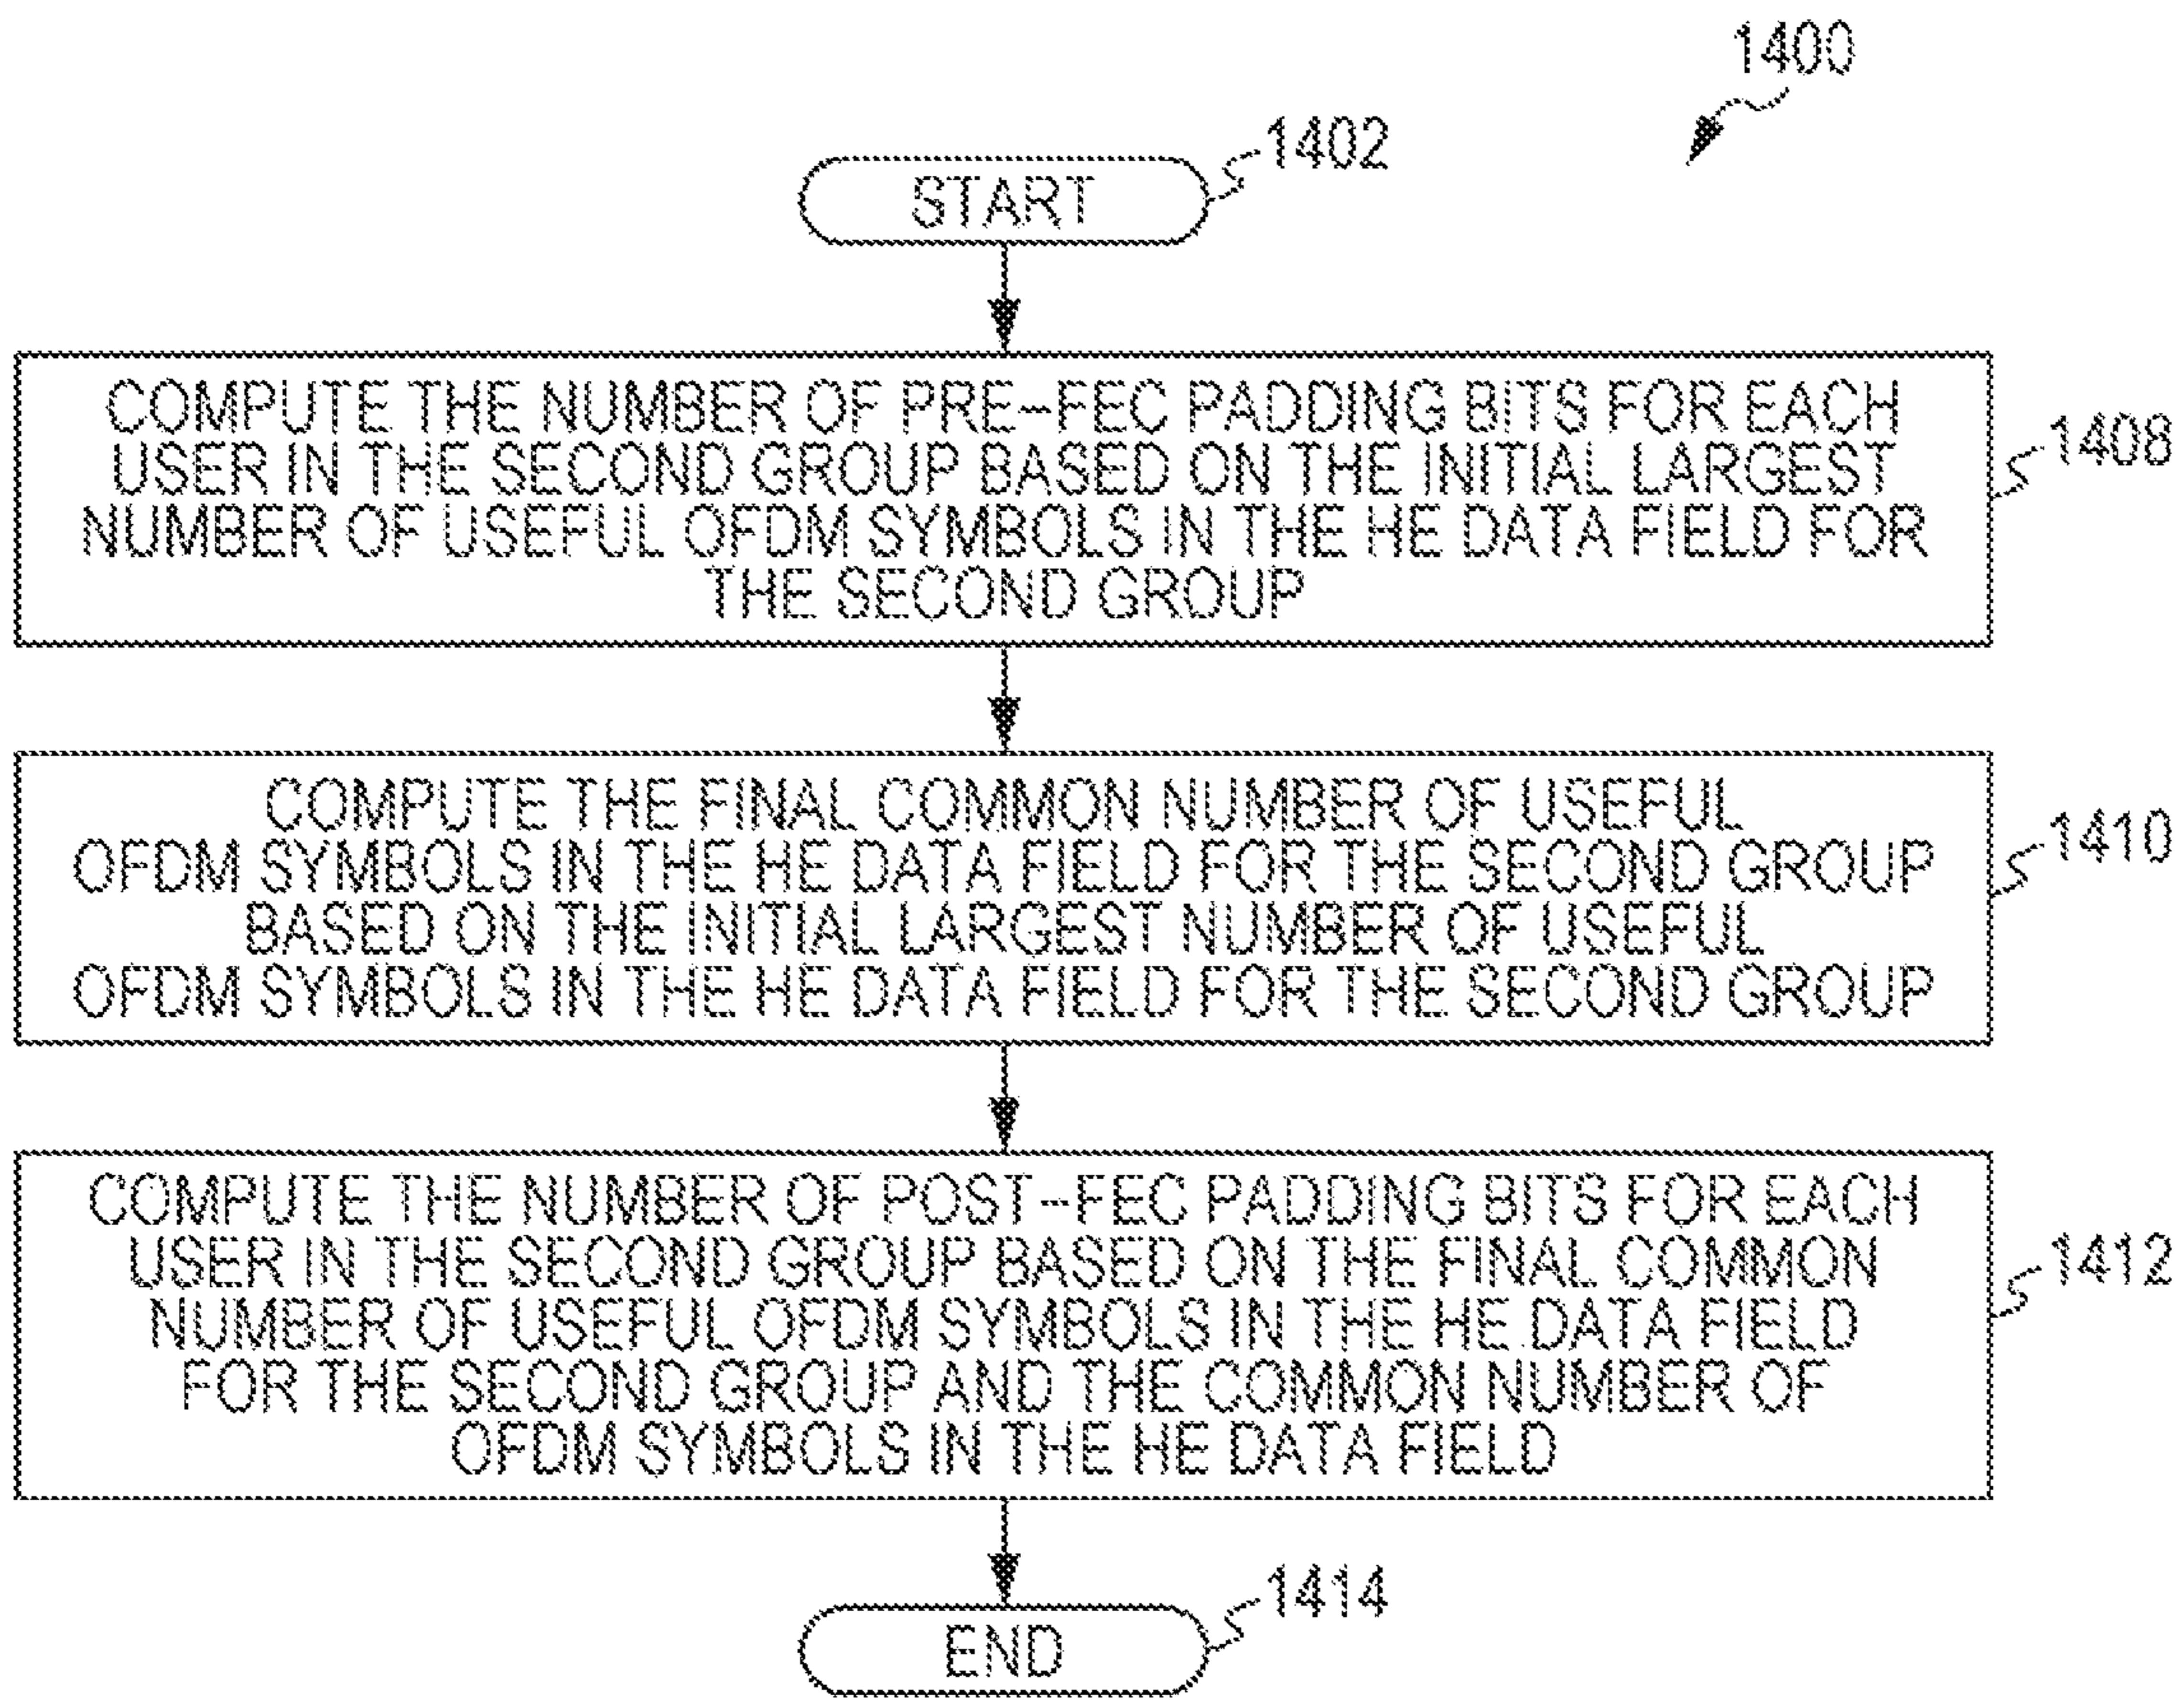 1400
START
1402
COMPUTE THE NUMBER OF PRE-FEC PADDING BITS FOR EACH
USER IN THE SECOND GROUP BASED ON THE INITIAL LARGEST
NUMBER OF USEFUL OFDM SYMBOLS IN THE HE DATA FIELD FOR
THE SECOND GROUP
1408
COMPUTE THE FINAL COMMON NUMBER OF USEFUL
OFDM SYMBOLS IN THE HE DATA FIELD FOR THE SECOND GROUP
BASED ON THE INITIAL LARGEST NUMBER OF USEFUL
OFDM SYMBOLS IN THE HE DATA FIELD FOR THE SECOND GROUP
1410
COMPUTE THE NUMBER OF POST-FEC PADDING BITS FOR EACH
USER IN THE SECOND GROUP BASED ON THE FINAL COMMON
NUMBER OF USEFUL OFDM SYMBOLS IN THE HE DATA FIELD
FOR THE SECOND GROUP AND THE COMMON NUMBER OF
OFDM SYMBOLS IN THE HE DATA FIELD
1412
END
1414